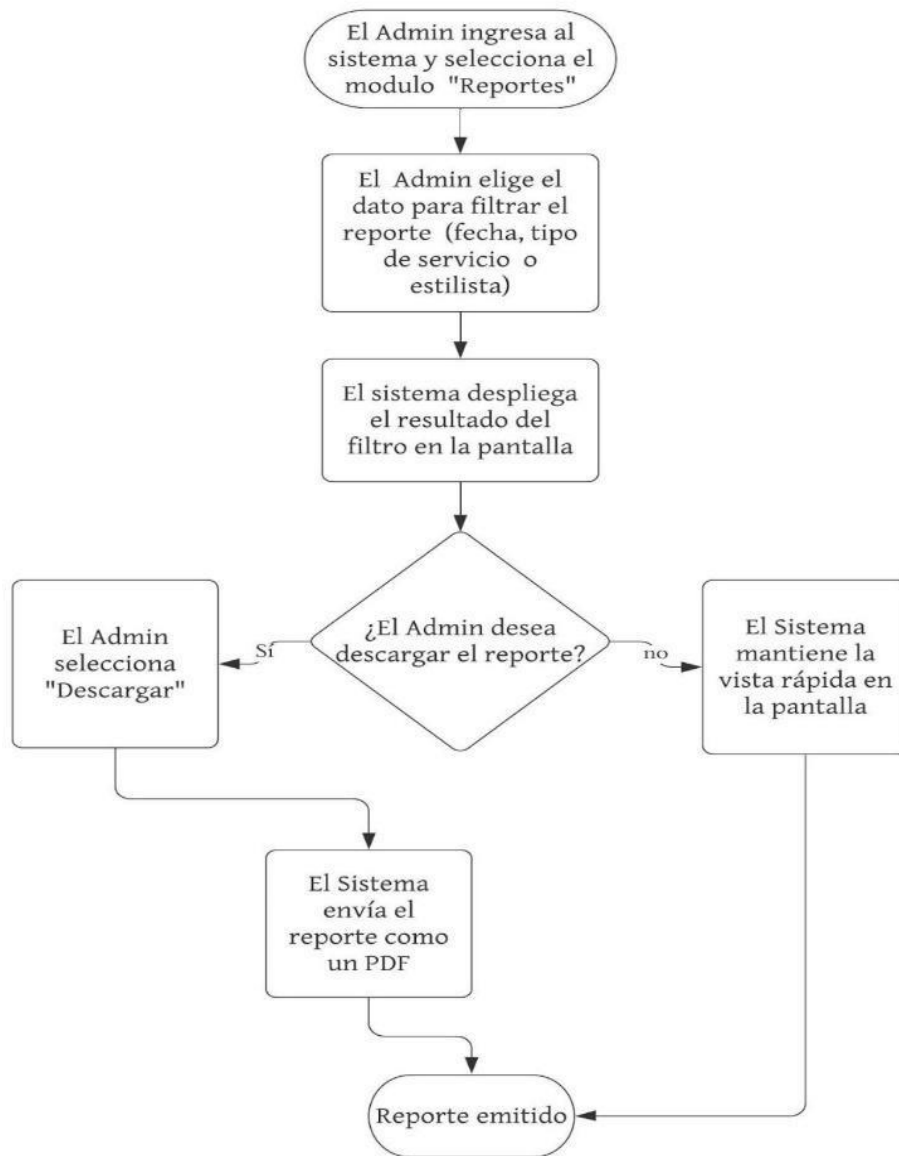 El Admin ingresa al
sistema y selecciona el
modulo "Reportes"
El Admin elige el
dato para filtrar el
reporte (fecha, tipo
de servicio o
estilista)
El sistema despliega
el resultado del
filtro en la pantalla
¿El Admin desea
descargar el reporte?
Sí
no
El Admin
selecciona
"Descargar"
El Sistema
mantiene la
vista rápida en
la pantalla
El Sistema
envía el
reporte como
un PDF
Reporte emitido